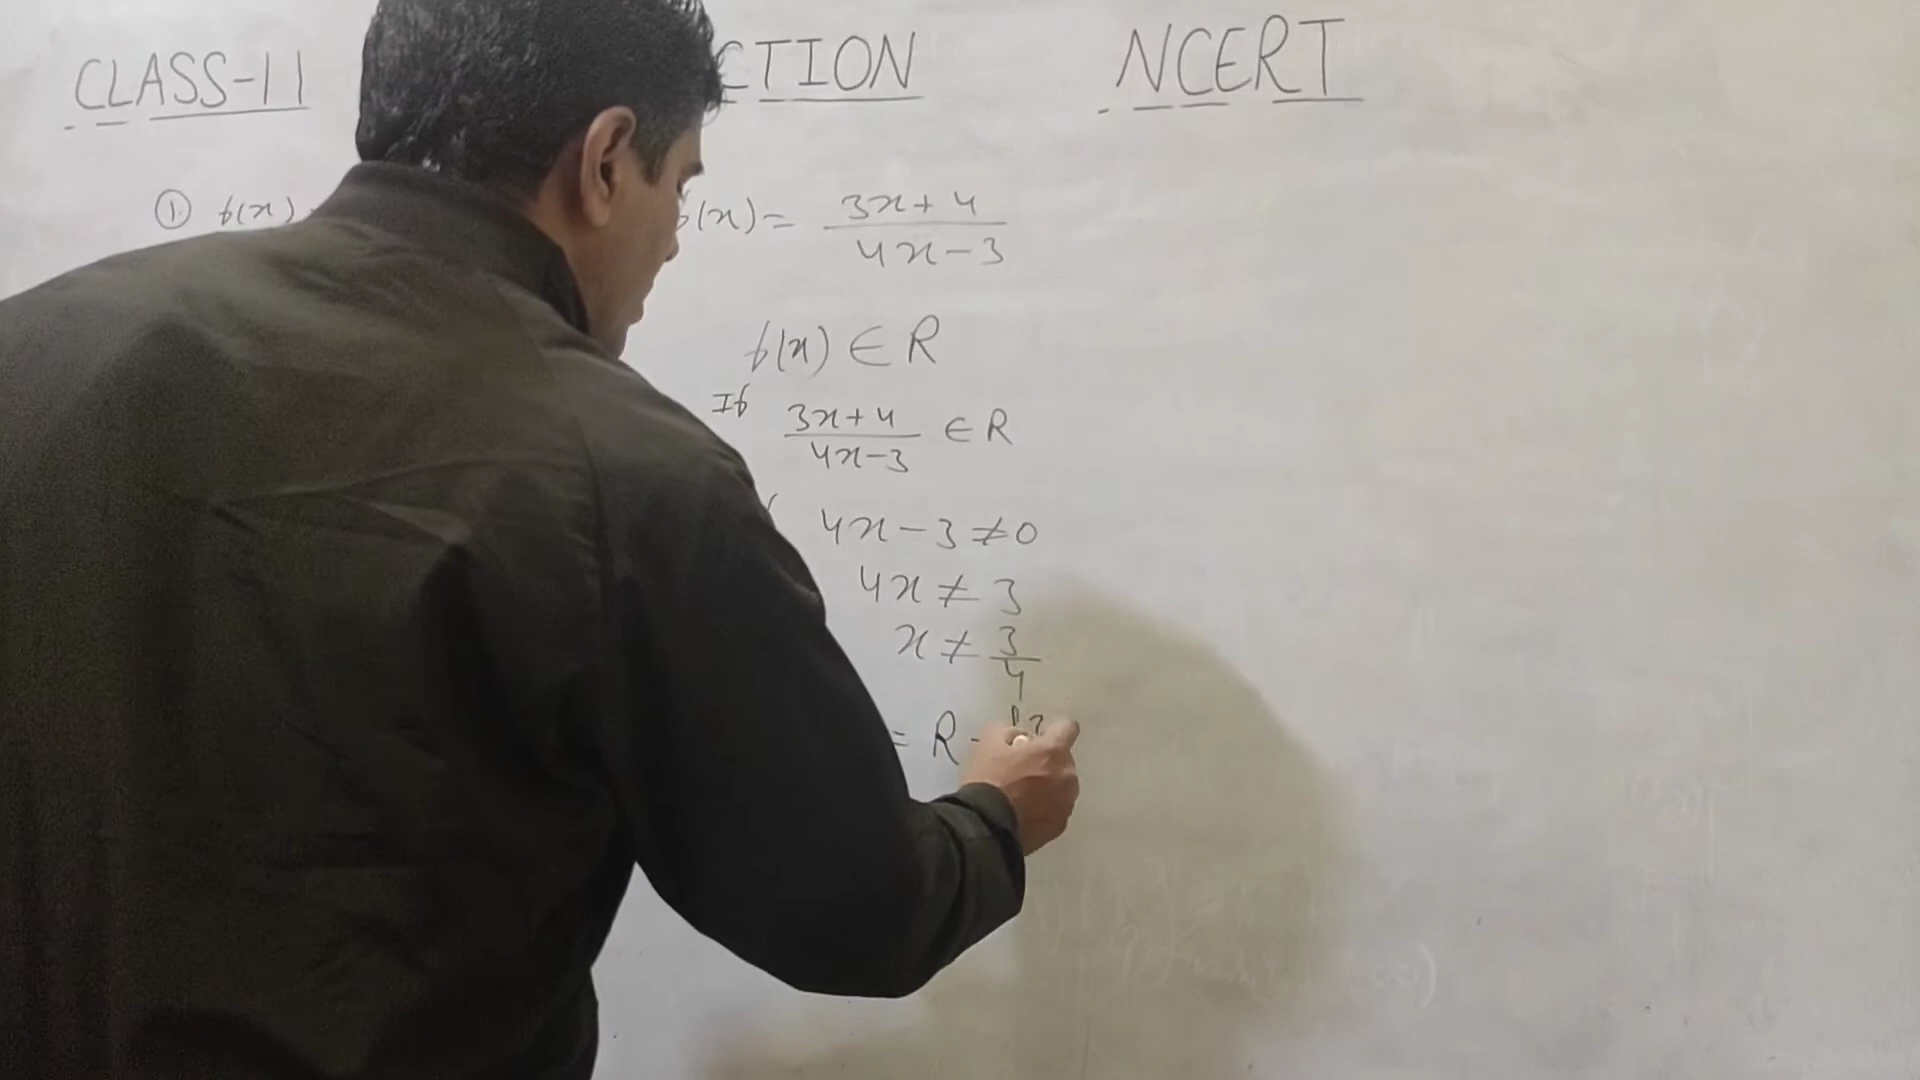 CLASS-11 CTION NCERT
① f(x) f(x) = 3x+4 / 4x-3
f(x) ∈ R
If 3x+4 / 4x-3 ∈ R
4x-3 ≠ 0
4x ≠ 3
x ≠ 3/4
= R -